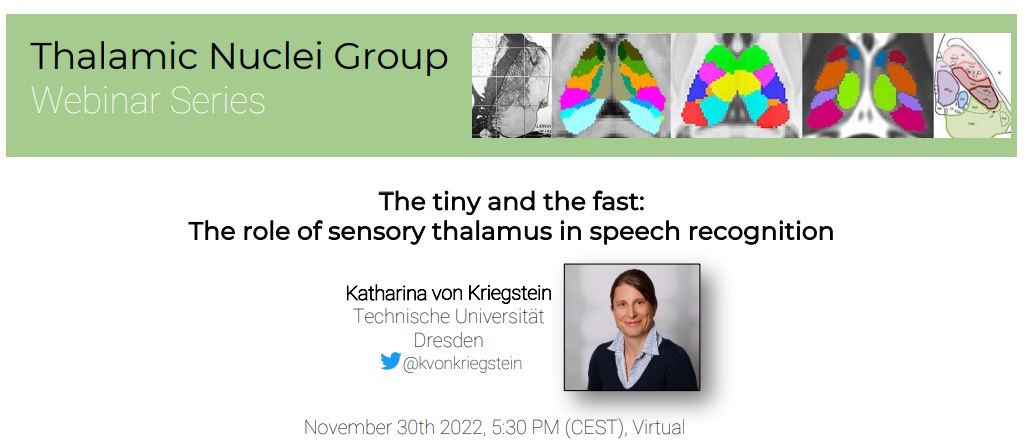 Thalamic Nuclei Group
Webinar Series
The tiny and the fast:
The role of sensory thalamus in speech recognition
Katharina von Kriegstein
Technische Universität
Dresden
@kvonkriegstein
November 30th 2022, 5:30 PM (CEST), Virtual